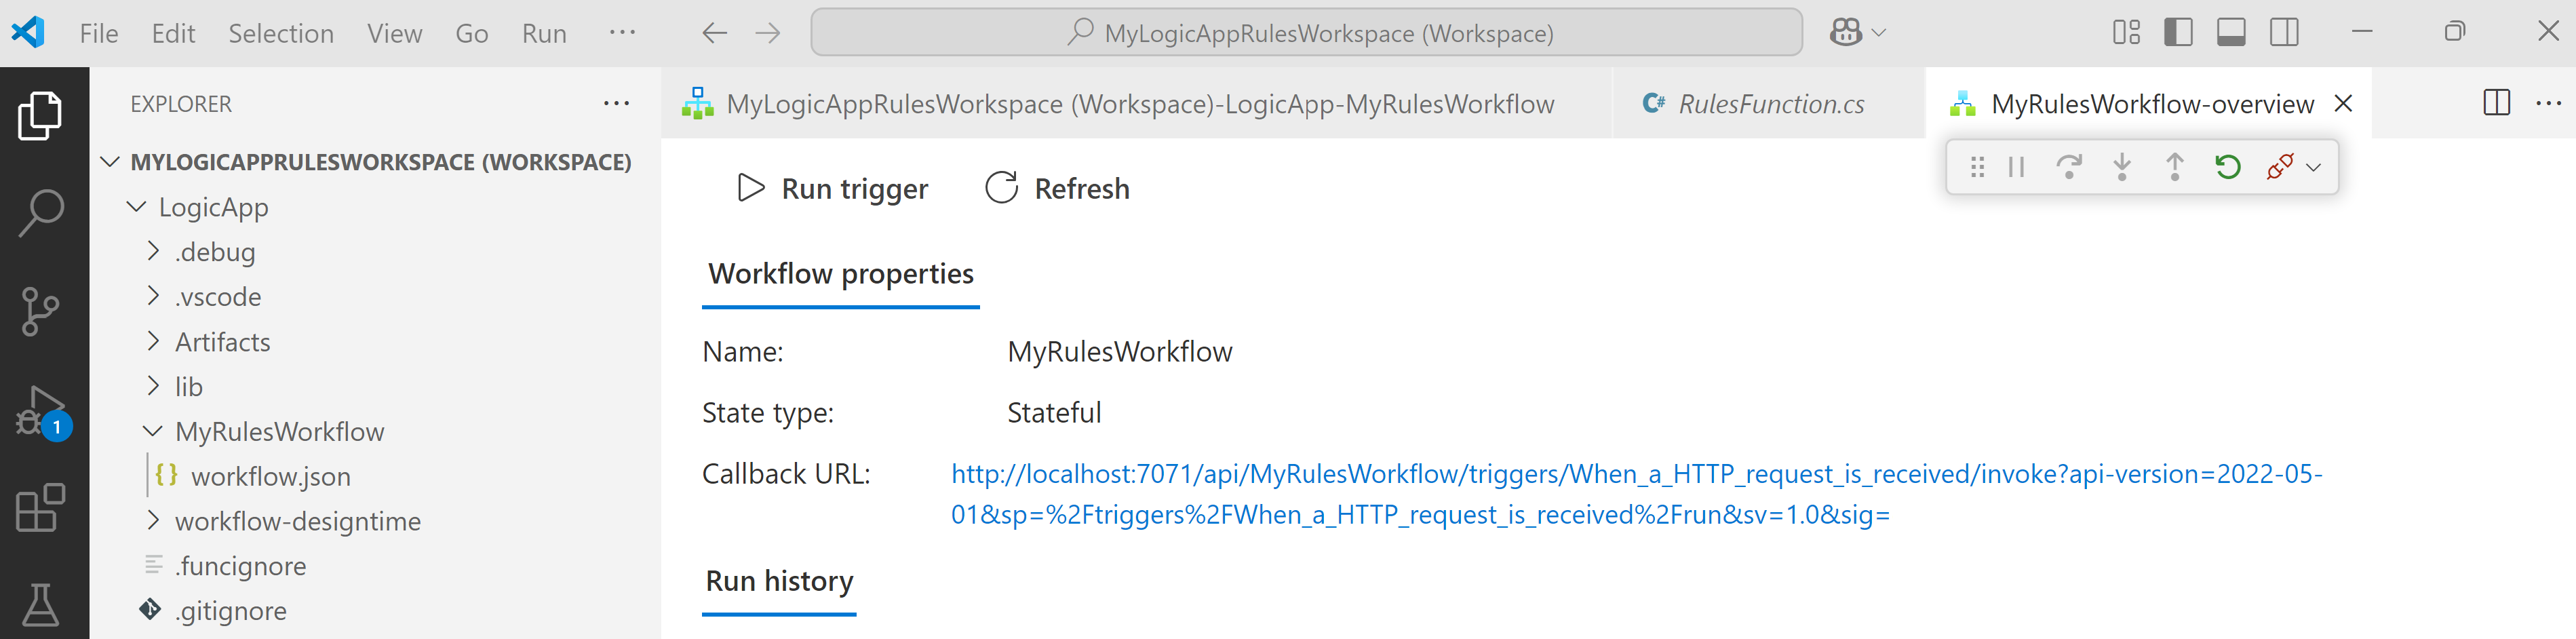 File Edit Selection View Go Run ···
MyLogicAppRulesWorkspace (Workspace)
EXPLORER ···
MYLOGICAPPRULESWORKSPACE (WORKSPACE)
LogicApp
.debug
.vscode
Artifacts
lib
MyRulesWorkflow
{} workflow.json
workflow-designtime
.funcignore
.gitignore
1
MyLogicAppRulesWorkspace (Workspace)-LogicApp-MyRulesWorkflow
C# RulesFunction.cs
MyRulesWorkflow-overview
Run trigger Refresh
Workflow properties
Name: MyRulesWorkflow
State type: Stateful
Callback URL: http://localhost:7071/api/MyRulesWorkflow/triggers/When_a_HTTP_request_is_received/invoke?api-version=2022-05-
01&sp=%2Ftriggers%2FWhen_a_HTTP_request_is_received%2Frun&sv=1.0&sig=
Run history